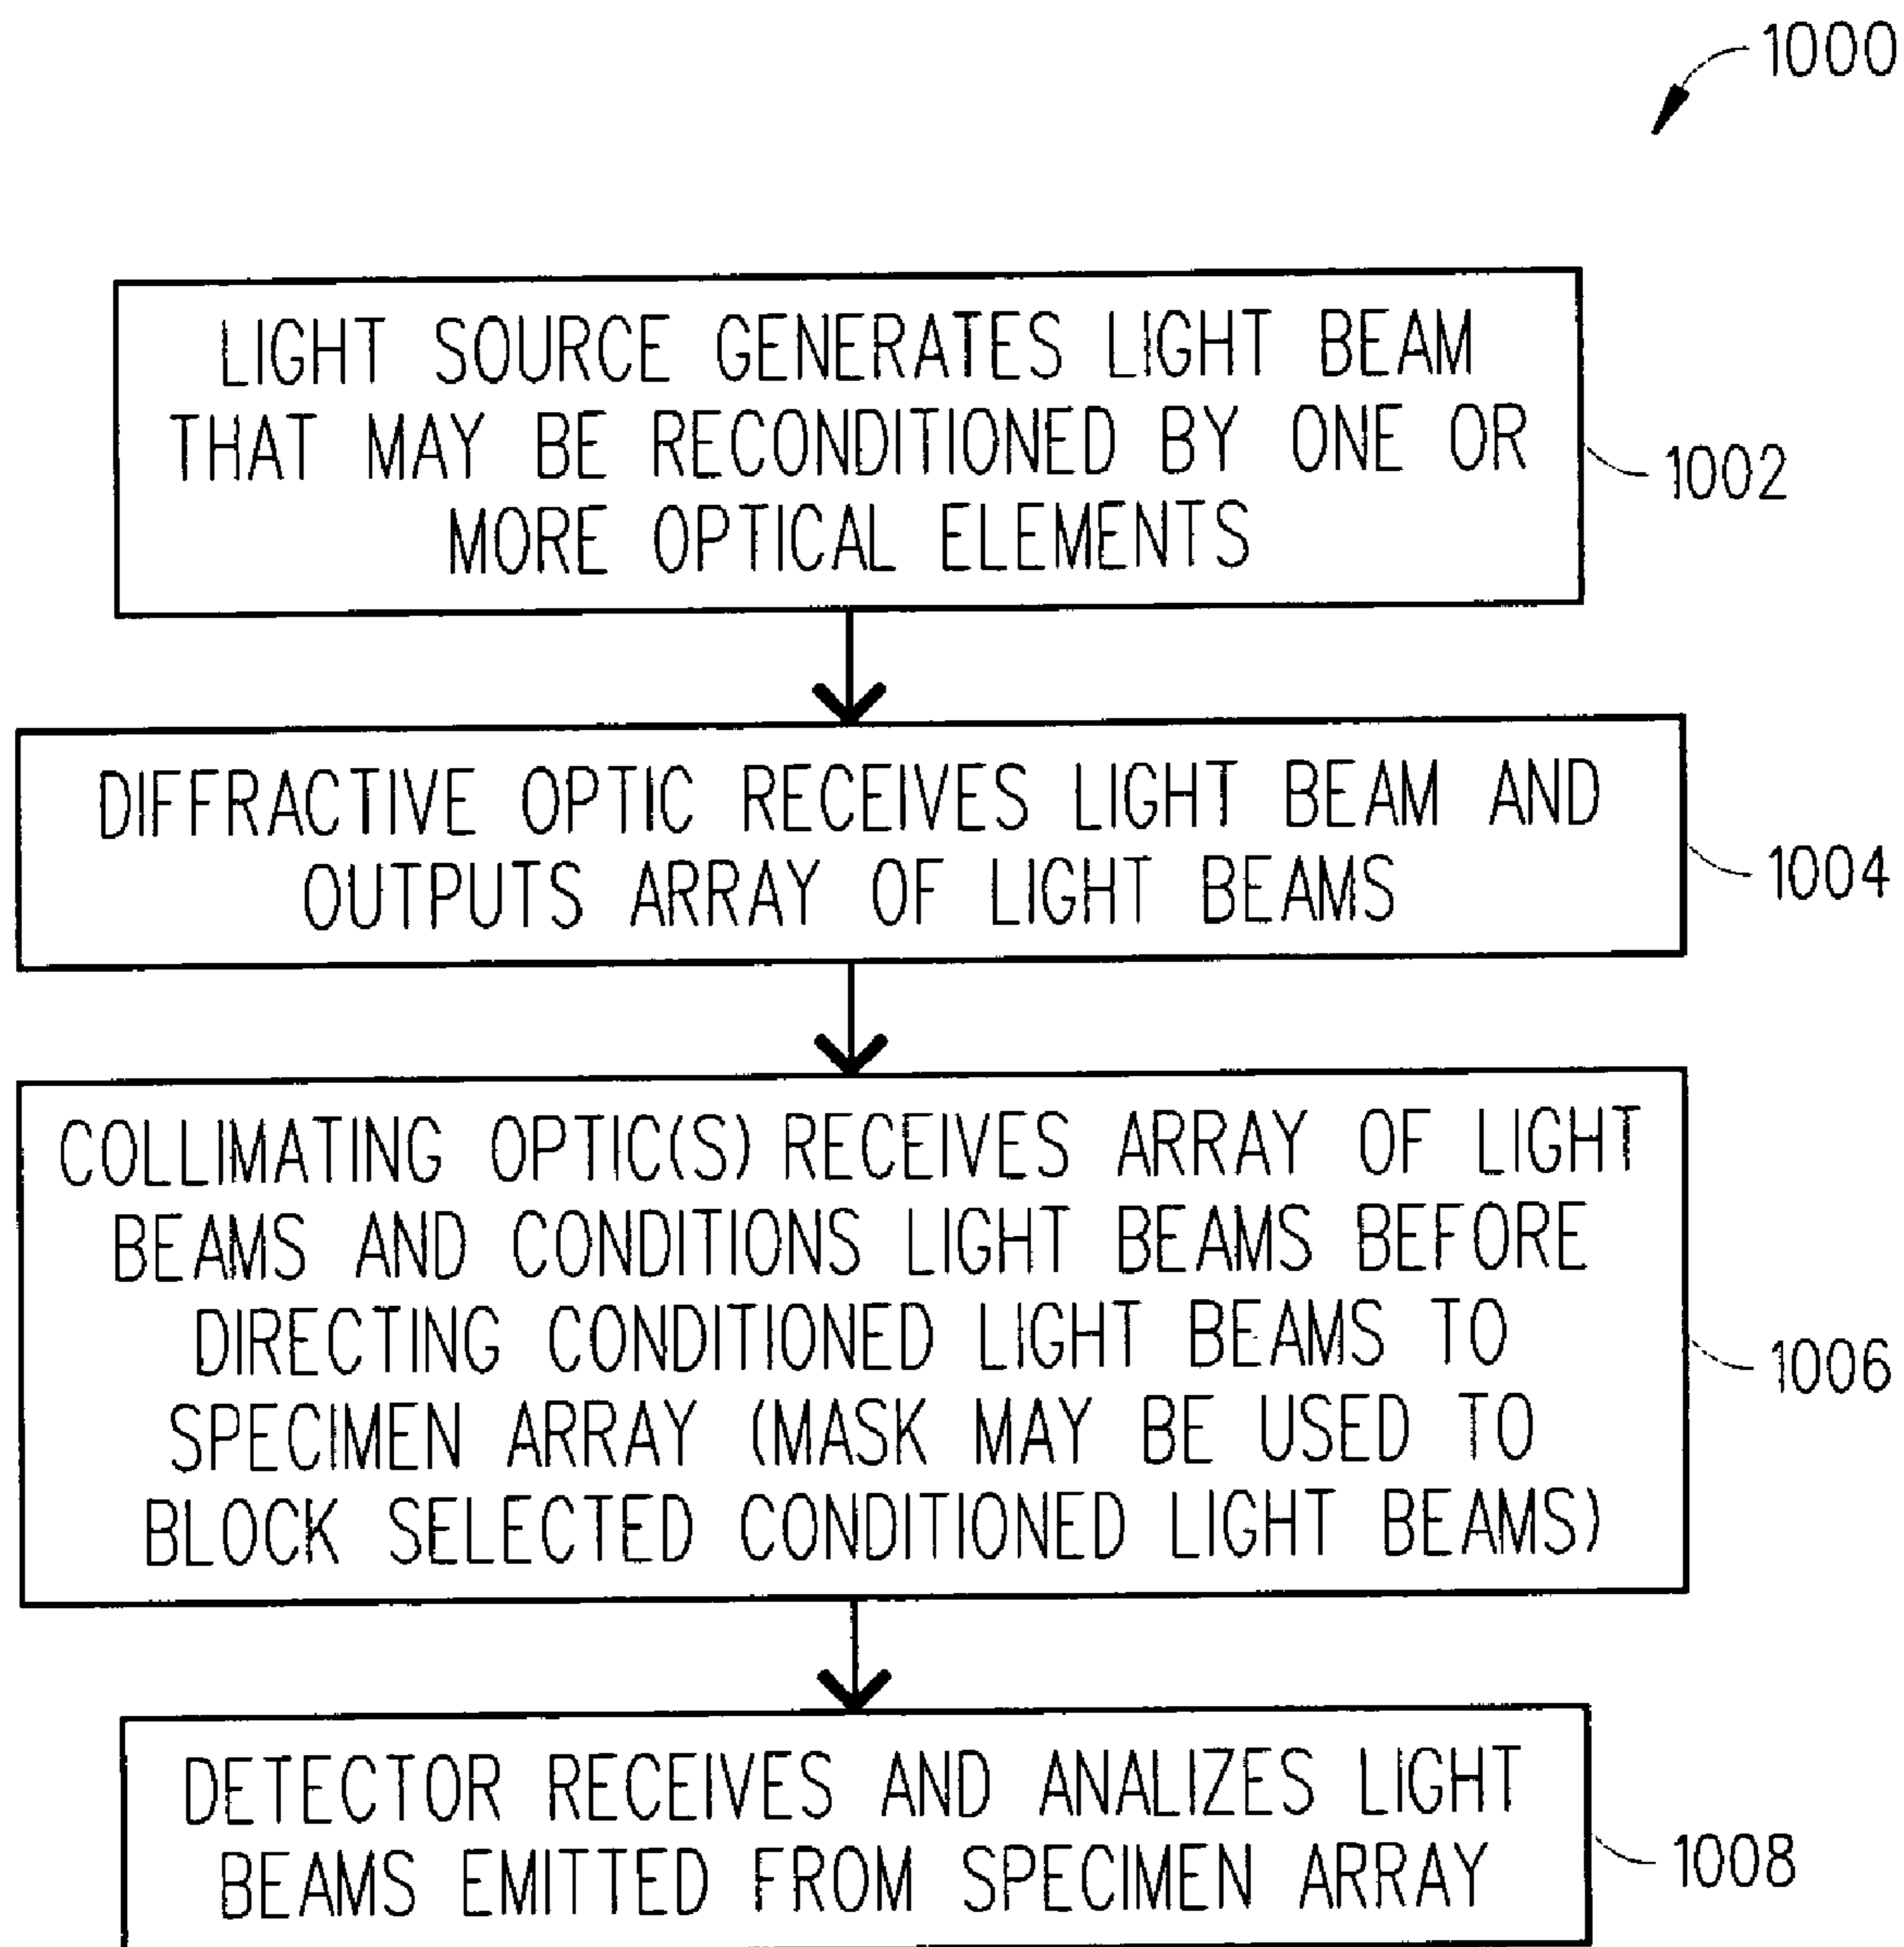 1000
LIGHT SOURCE GENERATES LIGHT BEAM
THAT MAY BE RECONDITIONED BY ONE OR
MORE OPTICAL ELEMENTS
1002
DIFFRACTIVE OPTIC RECEIVES LIGHT BEAM AND
OUTPUTS ARRAY OF LIGHT BEAMS
1004
COLLIMATING OPTIC(S) RECEIVES ARRAY OF LIGHT
BEAMS AND CONDITIONS LIGHT BEAMS BEFORE
DIRECTING CONDITIONED LIGHT BEAMS TO
SPECIMEN ARRAY (MASK MAY BE USED TO
BLOCK SELECTED CONDITIONED LIGHT BEAMS)
1006
DETECTOR RECEIVES AND ANALIZES LIGHT
BEAMS EMITTED FROM SPECIMEN ARRAY
1008